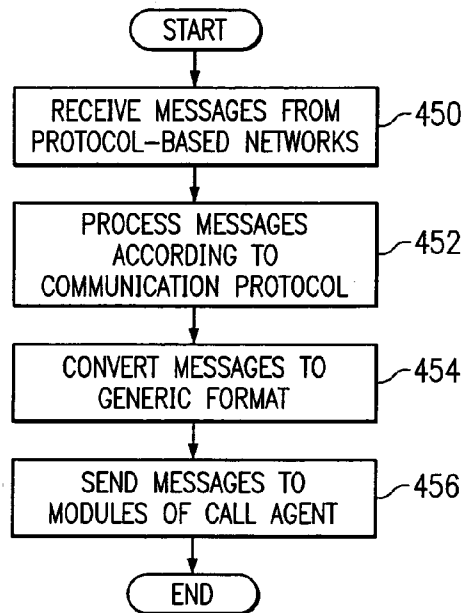 START
RECEIVE MESSAGES FROM
PROTOCOL-BASED NETWORKS
450
PROCESS MESSAGES
ACCORDING TO
COMMUNICATION PROTOCOL
452
CONVERT MESSAGES TO
GENERIC FORMAT
454
SEND MESSAGES TO
MODULES OF CALL AGENT
456
END